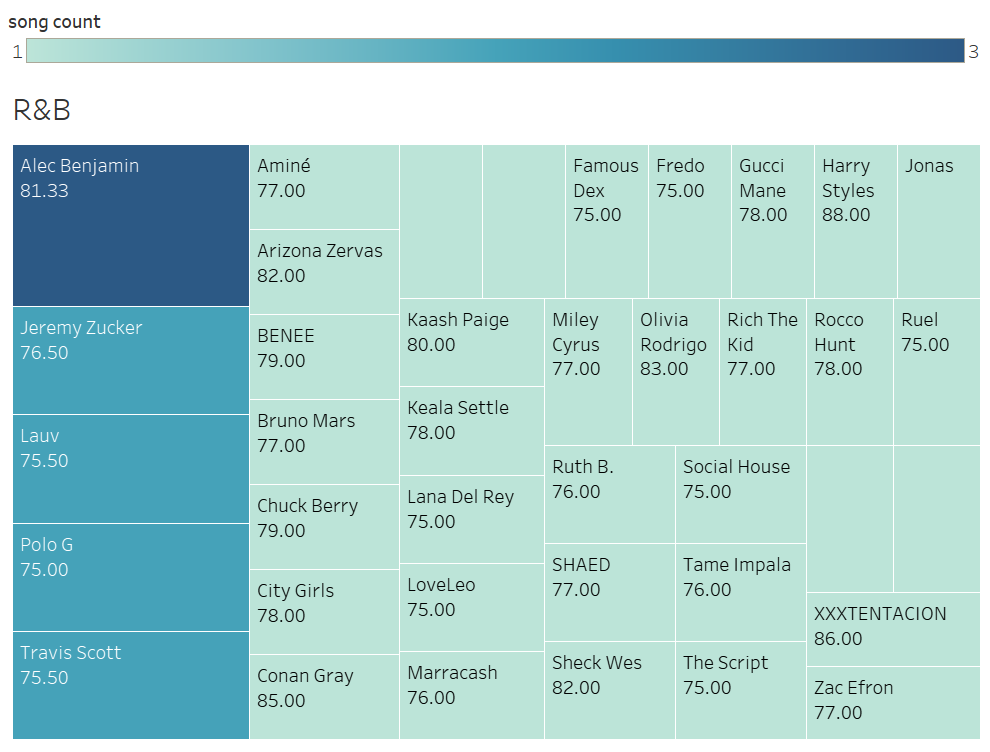 song count
1
3
R&B
Alec Benjamin
81.33
Jeremy Zucker
76.50
Lauv
75.50
Polo G
75.00
Travis Scott
75.50
Aminé
77.00
Arizona Zervas
82.00
BENEE
79.00
Bruno Mars
77.00
Chuck Berry
79.00
City Girls
78.00
Conan Gray
85.00
Famous
Dex
75.00
Fredo
75.00
Gucci
Mane
78.00
Harry
Styles
88.00
Jonas
Kaash Paige
80.00
Keala Settle
78.00
Lana Del Rey
75.00
LoveLeo
75.00
Marracash
76.00
Miley
Cyrus
77.00
Olivia
Rodrigo
83.00
Rich The
Kid
77.00
Rocco
Hunt
78.00
Ruel
75.00
Ruth B.
76.00
SHAED
77.00
Sheck Wes
82.00
Social House
75.00
Tame Impala
76.00
The Script
75.00
XXXTENTACION
86.00
Zac Efron
77.00